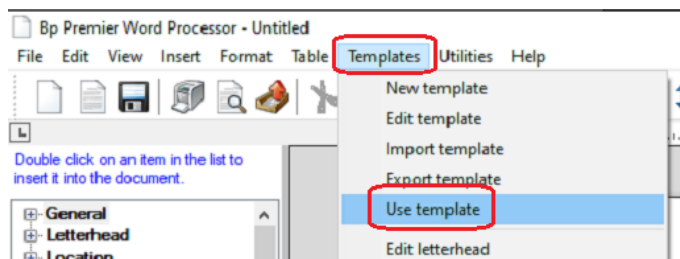 Bp Premier Word Processor - Untitled
File Edit View Insert Format Table Templates Utilities Help
New template
Edit template
Import template
Export template
Use template
Edit letterhead
L
Double click on an item in the list to
insert it into the document.
General
Letterhead
Location